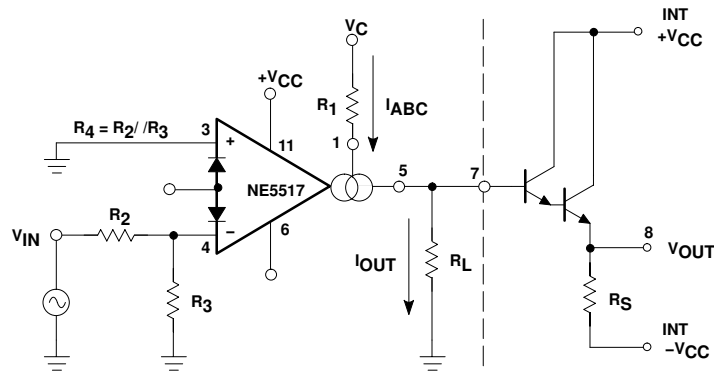 VC
INT
+VCC
+VCC
R1
IABC
R4 = R2/ /R3
3
+
11
1
5
7
NE5517
R2
VIN
4
−
6
8
VOUT
IOUT
RL
R3
RS
INT
−VCC